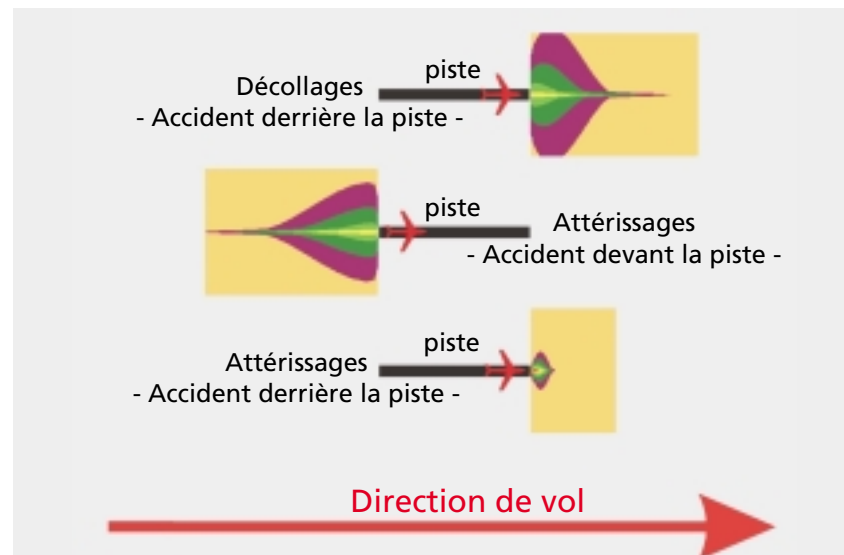 piste
Décollages
- Accident derrière la piste -
piste
Attérissages
- Accident devant la piste -
piste
Attérissages
- Accident derrière la piste -
Direction de vol